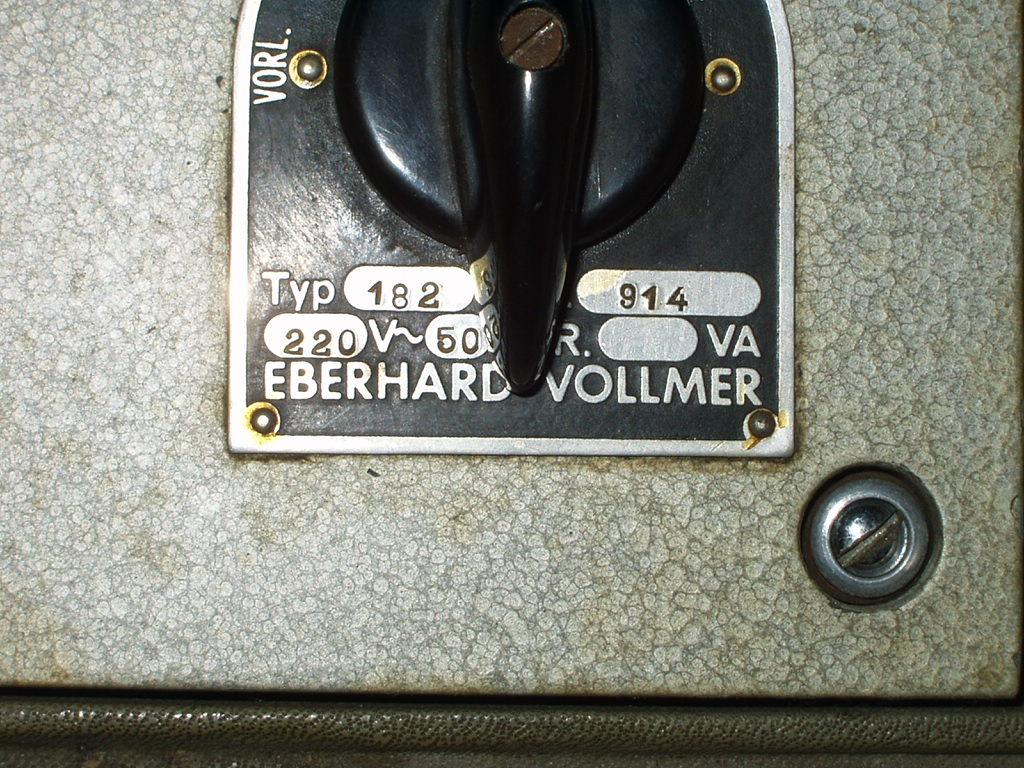 VORL.
Typ 182 914
220 V~ 50 R. VA
EBERHARD VOLLMER